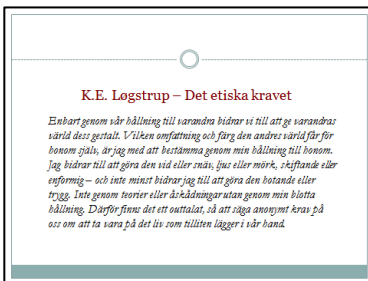 K.E. Løgstrup – Det etiska kravet
Enbart genom vår hållning till varandra bidrar vi till att ge varandras
värld dess gestalt. Vilken omfattning och färg den andres värld får för
honom själv, är jag med att bestämma genom min hållning till honom.
Jag bidrar till att göra den vid eller snäv, ljus eller mörk, skiftande eller
enformig – och inte minst bidrar jag till att göra den hotande eller
trygg. Inte genom teorier eller åskådningar utan genom min blotta
hållning. Därför finns det ett outtalat, så att säga anonymt krav på
oss om att ta vara på det liv som tilliten lägger i vår hand.